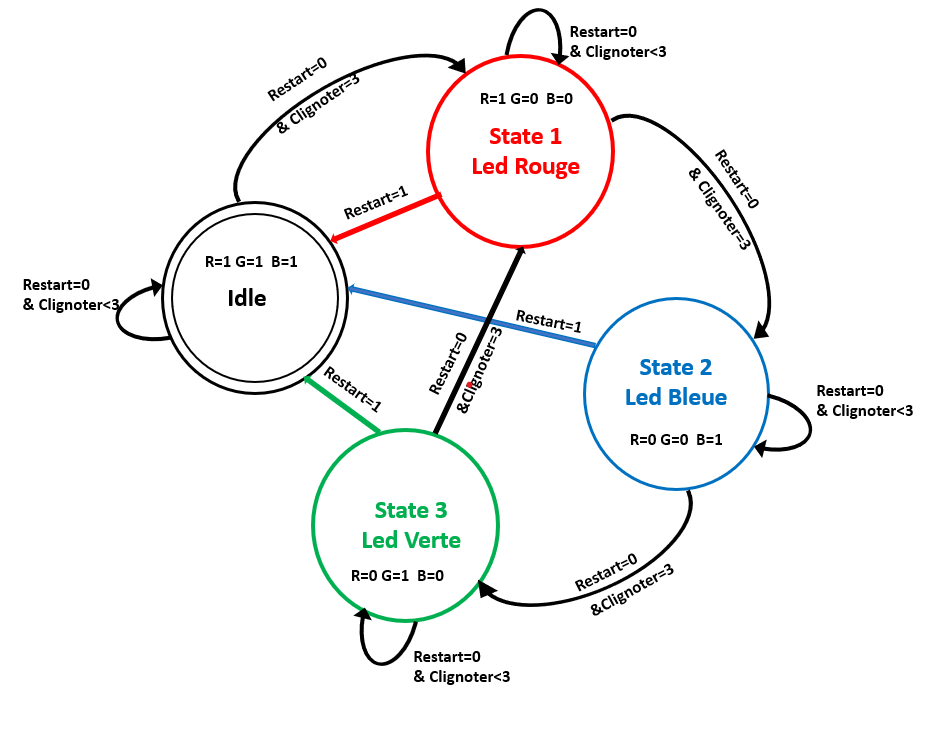 Restart=0
& Clignoter<3
Restart=0
& Clignoter=3
R=1 G=0 B=0
State 1
Led Rouge
Restart=0
& Clignoter=3
Restart=1
R=1 G=1 B=1
Idle
Restart=0
& Clignoter<3
Restart=1
Restart=0
&Clignoter=3
State 2
Led Bleue
R=0 G=0 B=1
Restart=0
& Clignoter<3
Restart=1
State 3
Led Verte
R=0 G=1 B=0
Restart=0
&Clignoter=3
Restart=0
& Clignoter<3